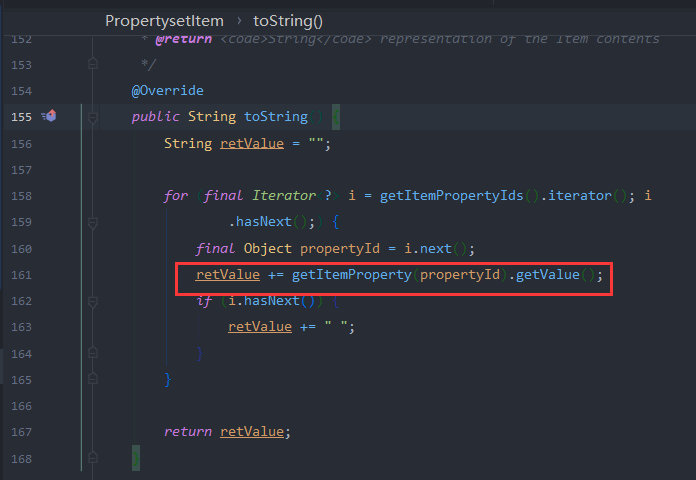 PropertysetItem › toString()
152 * @return <code>String</code> representation of the Item contents
153 */
154 @Override
155 public String toString() {
156 String retValue = "";
157
158 for (final Iterator<?> i = getItemPropertyIds().iterator(); i
159 .hasNext();) {
160 final Object propertyId = i.next();
161 retValue += getItemProperty(propertyId).getValue();
162 if (i.hasNext()) {
163 retValue += " ";
164 }
165 }
166
167 return retValue;
168 }